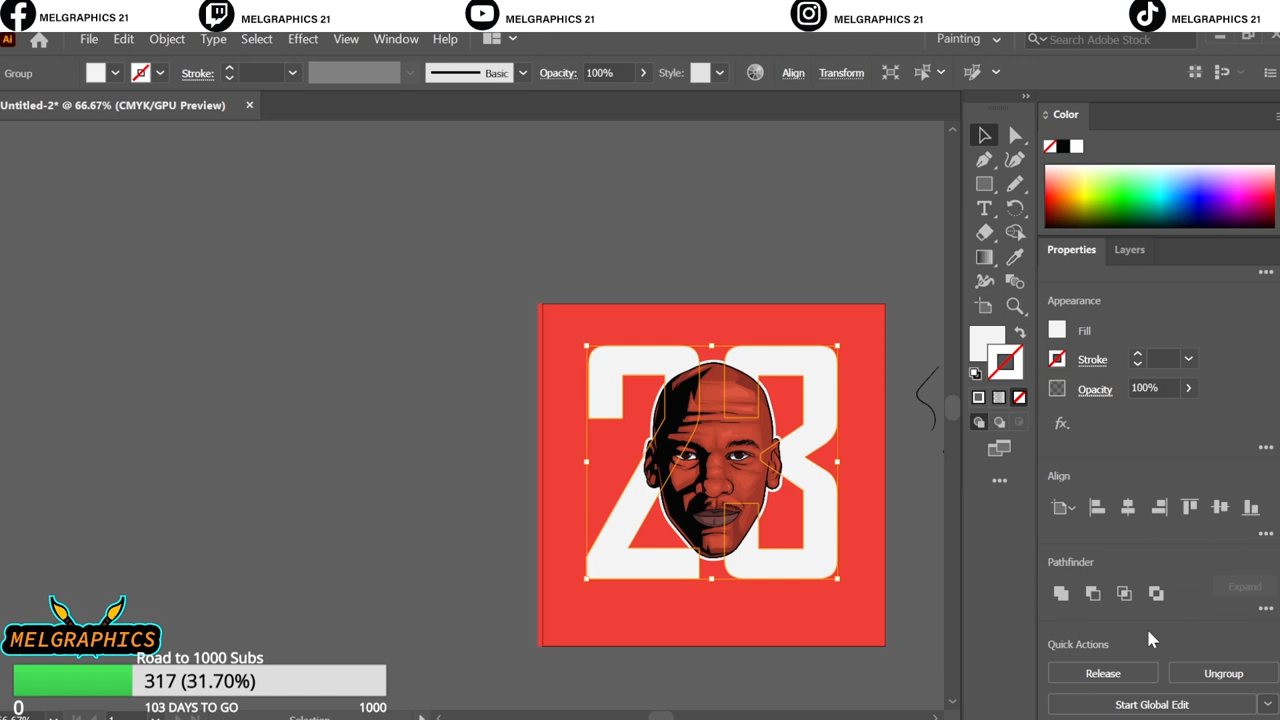 MELGRAPHICS 21 MELGRAPHICS 21 MELGRAPHICS 21 MELGRAPHICS 21 MELGRAPHICS 21
Ai File Edit Object Type Select Effect View Window Help Painting Search Adobe Stock
Group Stroke: Basic Opacity: 100% Style: Align Transform
Untitled-2* @ 66.67% (CMYK/GPU Preview) ×
Color
Properties Layers
Appearance
Fill
Stroke
Opacity 100%
fx.
Align
Pathfinder
Expand
Quick Actions
Release Ungroup
Start Global Edit
23
MELGRAPHICS
Road to 1000 Subs
317 (31.70%)
0 103 DAYS TO GO 1000